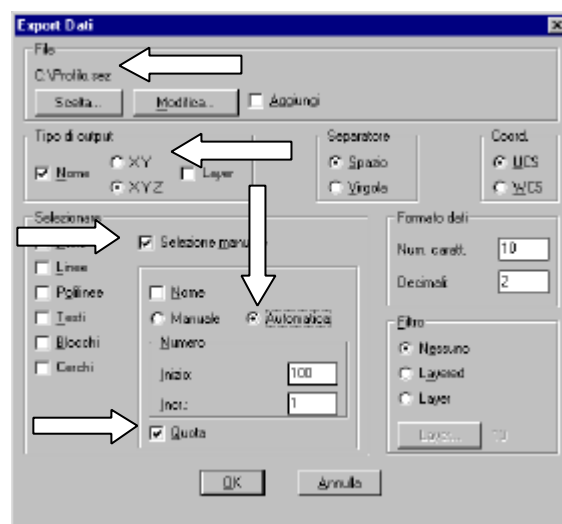 Export Dati
File
C:\Profilo.sez
Scelta... Modifica... Aggiungi
Tipo di output
Nome XY XYZ Layer
Separatore
Spazio
Virgola
Coord.
UCS
WCS
Selezionare
Linee
Polilinee
Testi
Blocchi
Cerchi
Selezione
Nome
Manuale Automatica
Numero
Inizio: 100
Incr.: 1
Quota
Formato dati
Num. caratt. 10
Decimali 2
Filtro
Nessuno
Layered
Layer
Layer...
OK Annulla